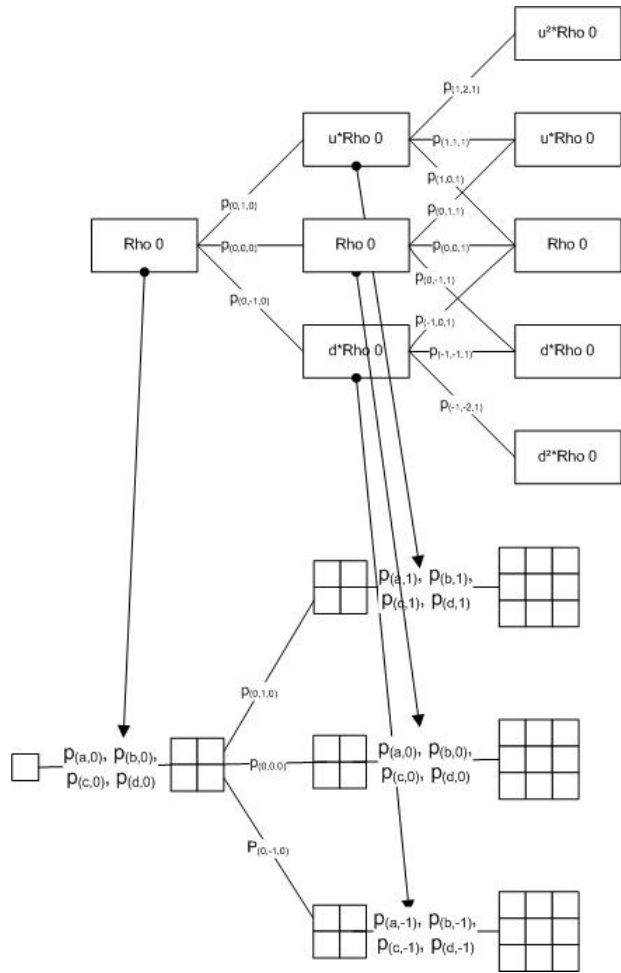 u²*Rho 0
p(1,2,1)
u*Rho 0
u*Rho 0
p(1,1,1)
p(1,0,1)
p(0,1,0)
p(0,1,1)
Rho 0
p(0,0,0)
Rho 0
p(0,0,1)
Rho 0
p(0,-1,1)
p(0,-1,0)
p(-1,0,1)
d*Rho 0
p(-1,-1,1)
d*Rho 0
p(-1,-2,1)
d²*Rho 0
p(a,1), p(b,1),
p(c,1), p(d,1)
p(0,1,0)
p(a,0), p(b,0),
p(c,0), p(d,0)
p(0,0,0)
p(a,0), p(b,0),
p(c,0), p(d,0)
P(0,-1,0)
p(a,-1), p(b,-1),
p(c,-1), p(d,-1)